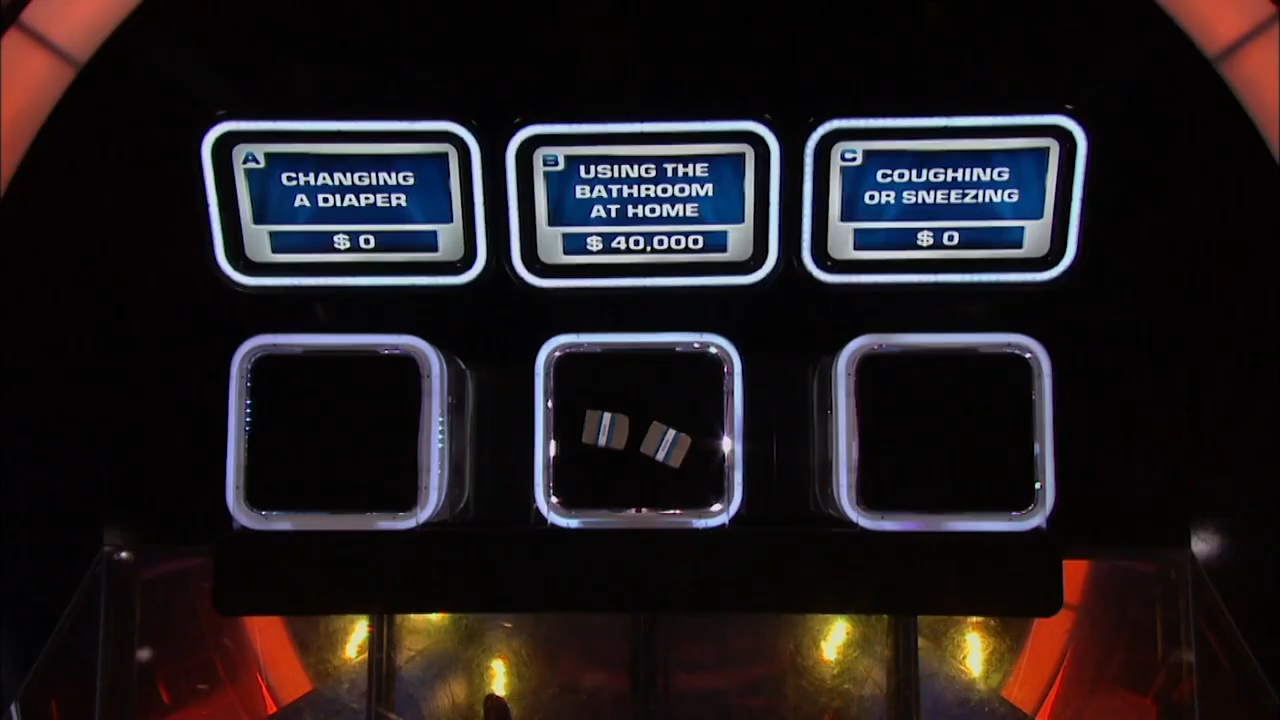 A
CHANGING
A DIAPER
$ 0
B
USING THE
BATHROOM
AT HOME
$ 40,000
C
COUGHING
OR SNEEZING
$ 0